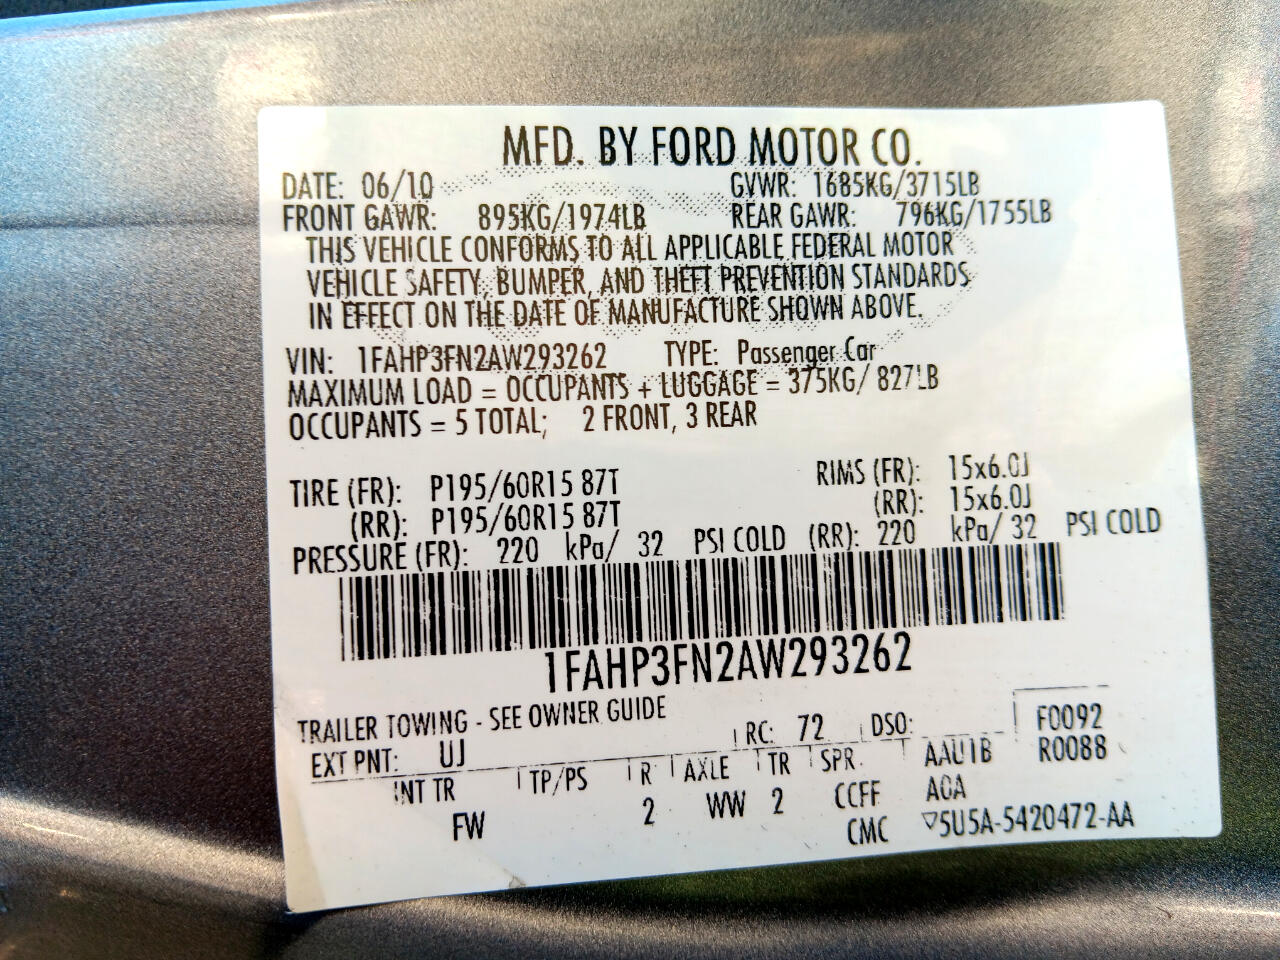 MFD. BY FORD MOTOR CO.
DATE: 06/10 GVWR: 1685KG/3715LB
FRONT GAWR: 895KG/1974LB REAR GAWR: 796KG/1755LB
THIS VEHICLE CONFORMS TO ALL APPLICABLE FEDERAL MOTOR
VEHICLE SAFETY, BUMPER, AND THEFT PREVENTION STANDARDS
IN EFFECT ON THE DATE OF MANUFACTURE SHOWN ABOVE.
VIN: 1FAHP3FN2AW293262 TYPE: Passenger Car
MAXIMUM LOAD = OCCUPANTS + LUGGAGE = 375KG/ 827LB
OCCUPANTS = 5 TOTAL; 2 FRONT, 3 REAR
TIRE (FR): P195/60R15 87T RIMS (FR): 15x6.0J
(RR): P195/60R15 87T (RR): 15x6.0J
PRESSURE (FR): 220 kPa/ 32 PSI COLD (RR): 220 kPa/ 32 PSI COLD
1FAHP3FN2AW293262
TRAILER TOWING - SEE OWNER GUIDE
EXT PNT: UJ RC: 72 DSO: F0092
INT TR TP/PS R AXLE TR SPR AAU1B R0088
FW 2 WW 2 CCFF AOA
CMC ▽5U5A-5420472-AA